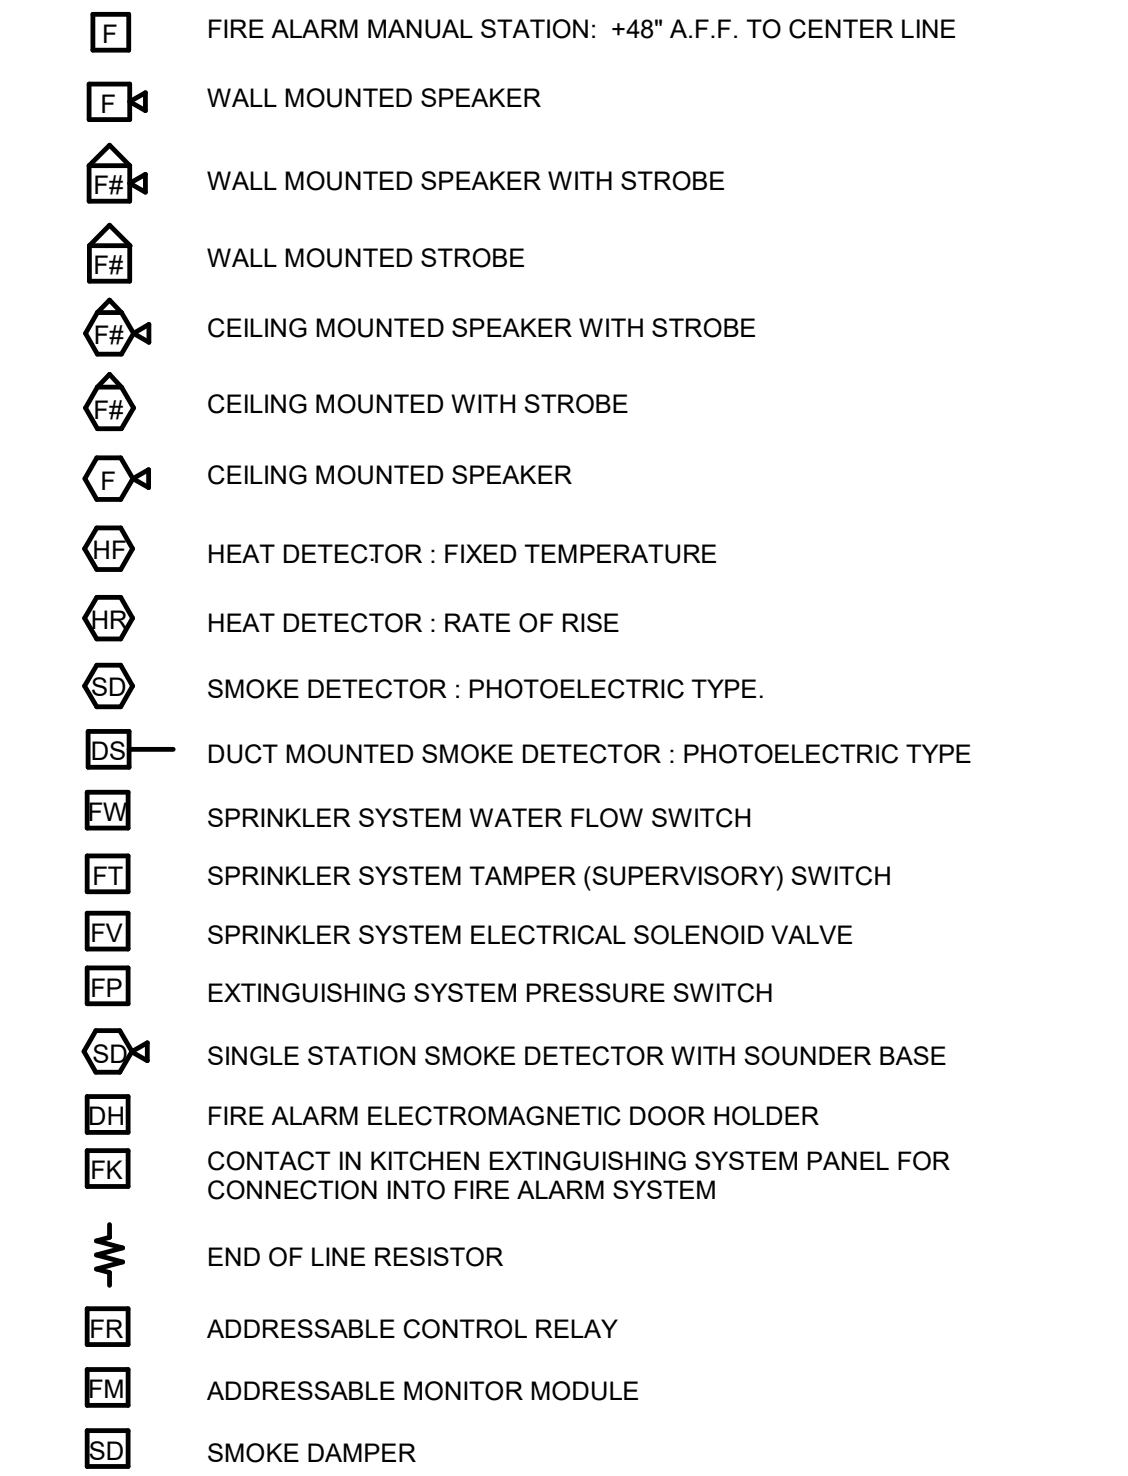 F FIRE ALARM MANUAL STATION: +48" A.F.F. TO CENTER LINE
F WALL MOUNTED SPEAKER
F# WALL MOUNTED SPEAKER WITH STROBE
F# WALL MOUNTED STROBE
F# CEILING MOUNTED SPEAKER WITH STROBE
F# CEILING MOUNTED WITH STROBE
F CEILING MOUNTED SPEAKER
HF HEAT DETECTOR : FIXED TEMPERATURE
HR HEAT DETECTOR : RATE OF RISE
SD SMOKE DETECTOR : PHOTOELECTRIC TYPE.
DS DUCT MOUNTED SMOKE DETECTOR : PHOTOELECTRIC TYPE
FW SPRINKLER SYSTEM WATER FLOW SWITCH
FT SPRINKLER SYSTEM TAMPER (SUPERVISORY) SWITCH
FV SPRINKLER SYSTEM ELECTRICAL SOLENOID VALVE
FP EXTINGUISHING SYSTEM PRESSURE SWITCH
SD SINGLE STATION SMOKE DETECTOR WITH SOUNDER BASE
DH FIRE ALARM ELECTROMAGNETIC DOOR HOLDER
FK CONTACT IN KITCHEN EXTINGUISHING SYSTEM PANEL FOR
CONNECTION INTO FIRE ALARM SYSTEM
END OF LINE RESISTOR
FR ADDRESSABLE CONTROL RELAY
FM ADDRESSABLE MONITOR MODULE
SD SMOKE DAMPER